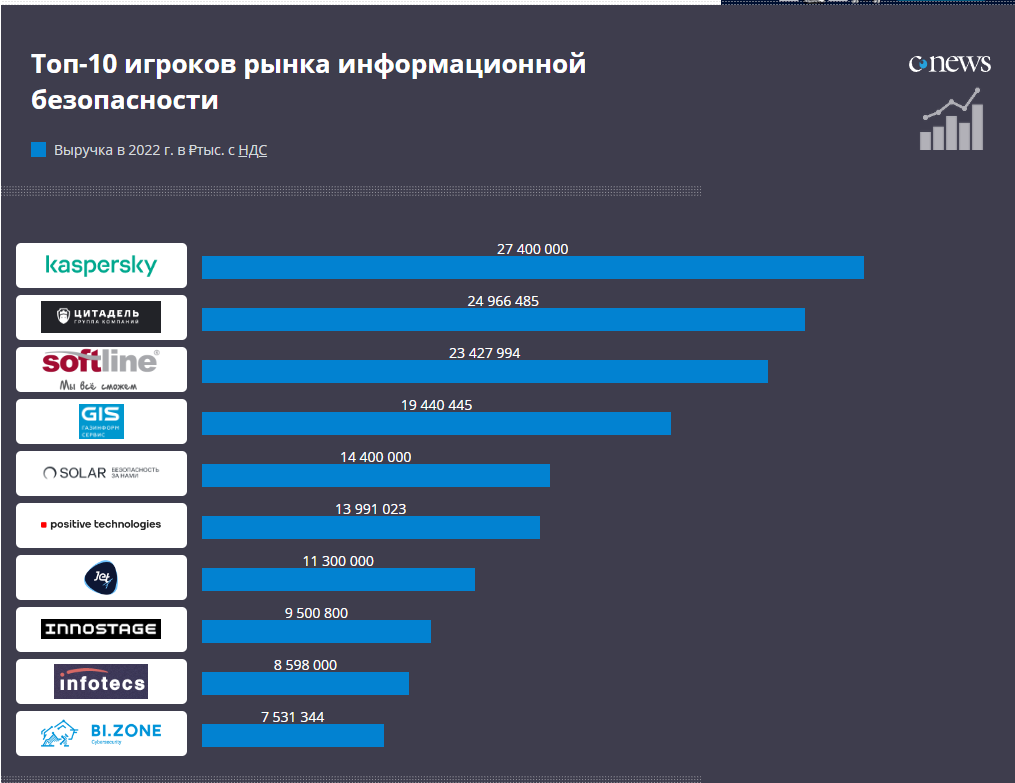 Топ-10 игроков рынка информационной
безопасности
Cnews
Выручка в 2022 г. в ₽тыс. с НДС
kaspersky
27 400 000
ЦИТАДЕЛЬ
ГРУППА КОМПАНИЙ
24 966 485
softline®
Мы всё сможем
23 427 994
GIS
ГАЗИНФОРМ
СЕРВИС
19 440 445
SOLAR БЕЗОПАСНОСТЬ
ЗА НАМИ
14 400 000
positive technologies
13 991 023
Jet
11 300 000
INNOSTAGE
9 500 800
infotecs
8 598 000
BI.ZONE
Cybersecurity
7 531 344